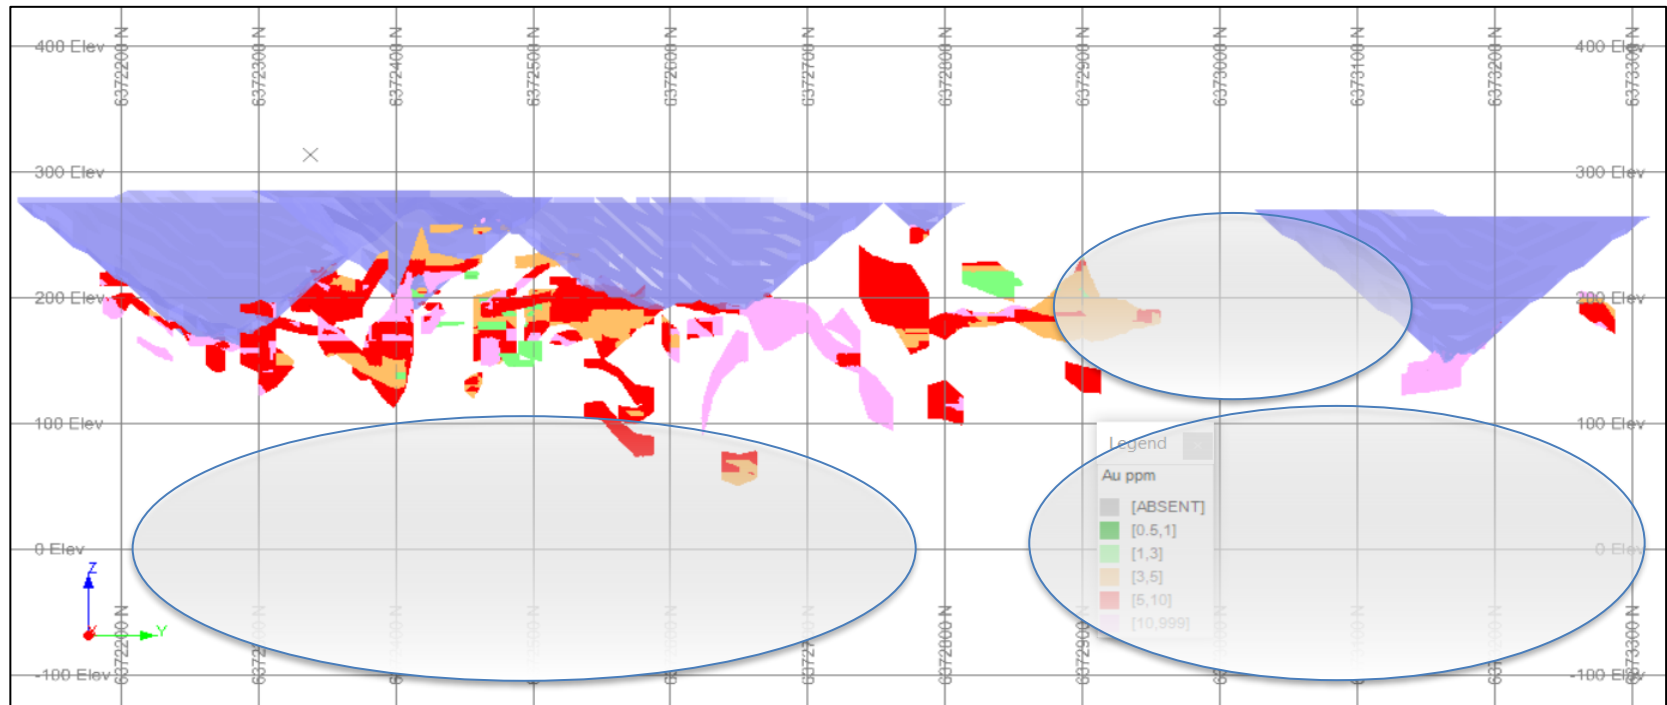 6372200 N 6372300 N 6372400 N 6372500 N 6372600 N 6372700 N 6372800 N 6372900 N 6373000 N 6373100 N 6373200 N 6373300 N
400 Elev 400 Elev
300 Elev 300 Elev
200 Elev 200 Elev
100 Elev 100 Elev
Legend
Au ppm
[ABSENT]
[0.5,1]
[1,3]
0 Elev 0 Elev
[3,5]
Z
[5,10]
[10,999]
X Y
6372200 N 6372800 N 6373300 N
-100 Elev -100 Elev